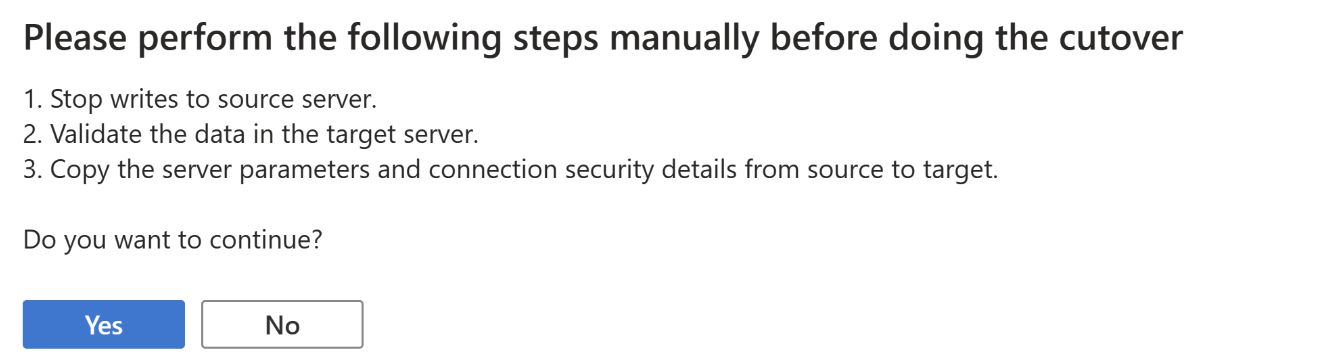 Please perform the following steps manually before doing the cutover
1. Stop writes to source server.
2. Validate the data in the target server.
3. Copy the server parameters and connection security details from source to target.
Do you want to continue?
Yes
No